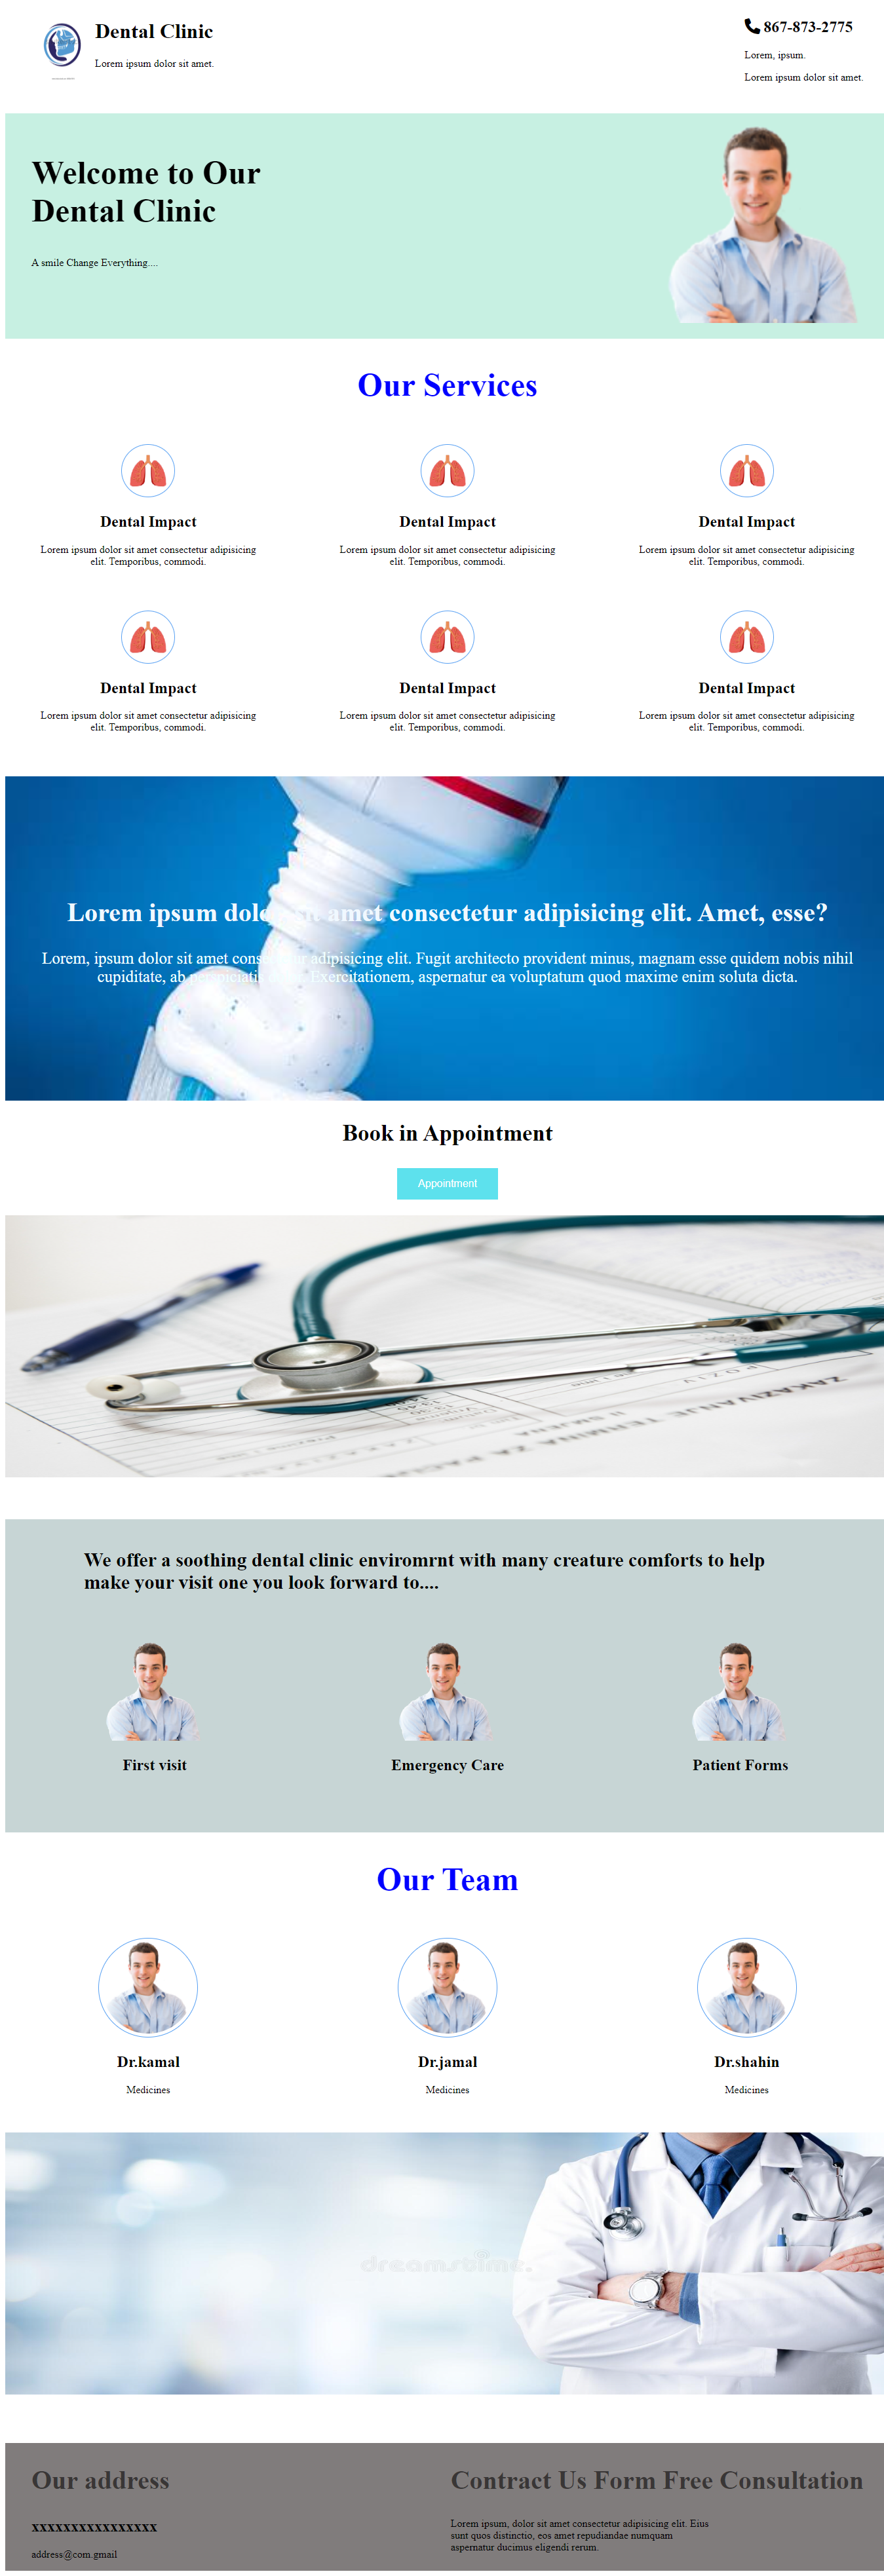 Dental Clinic
Lorem ipsum dolor sit amet.
867-873-2775
Lorem, ipsum.
Lorem ipsum dolor sit amet.
Welcome to Our
Dental Clinic
A smile Change Everything....
Our Services
Dental Impact
Lorem ipsum dolor sit amet consectetur adipisicing
elit. Temporibus, commodi.
Dental Impact
Lorem ipsum dolor sit amet consectetur adipisicing
elit. Temporibus, commodi.
Dental Impact
Lorem ipsum dolor sit amet consectetur adipisicing
elit. Temporibus, commodi.
Dental Impact
Lorem ipsum dolor sit amet consectetur adipisicing
elit. Temporibus, commodi.
Dental Impact
Lorem ipsum dolor sit amet consectetur adipisicing
elit. Temporibus, commodi.
Dental Impact
Lorem ipsum dolor sit amet consectetur adipisicing
elit. Temporibus, commodi.
Lorem ipsum dolor sit amet consectetur adipisicing elit. Amet, esse?
Lorem, ipsum dolor sit amet consectetur adipisicing elit. Fugit architecto provident minus, magnam esse quidem nobis nihil
cupiditate, ab perspiciatis Exercitationem, aspernatur ea voluptatum quod maxime enim soluta dicta.
Book in Appointment
Appointment
ZAKAZIVANJE TERMINA ZA
We offer a soothing dental clinic enviromrnt with many creature comforts to help
make your visit one you look forward to....
First visit
Emergency Care
Patient Forms
Our Team
Dr.kamal
Medicines
Dr.jamal
Medicines
Dr.shahin
Medicines
dreamstime.
Our address
xxxxxxxxxxxxxxxx
address@com.gmail
Contract Us Form Free Consultation
Lorem ipsum, dolor sit amet consectetur adipisicing elit. Eius
sunt quos distinctio, eos amet repudiandae numquam
aspernatur ducimus eligendi rerum.